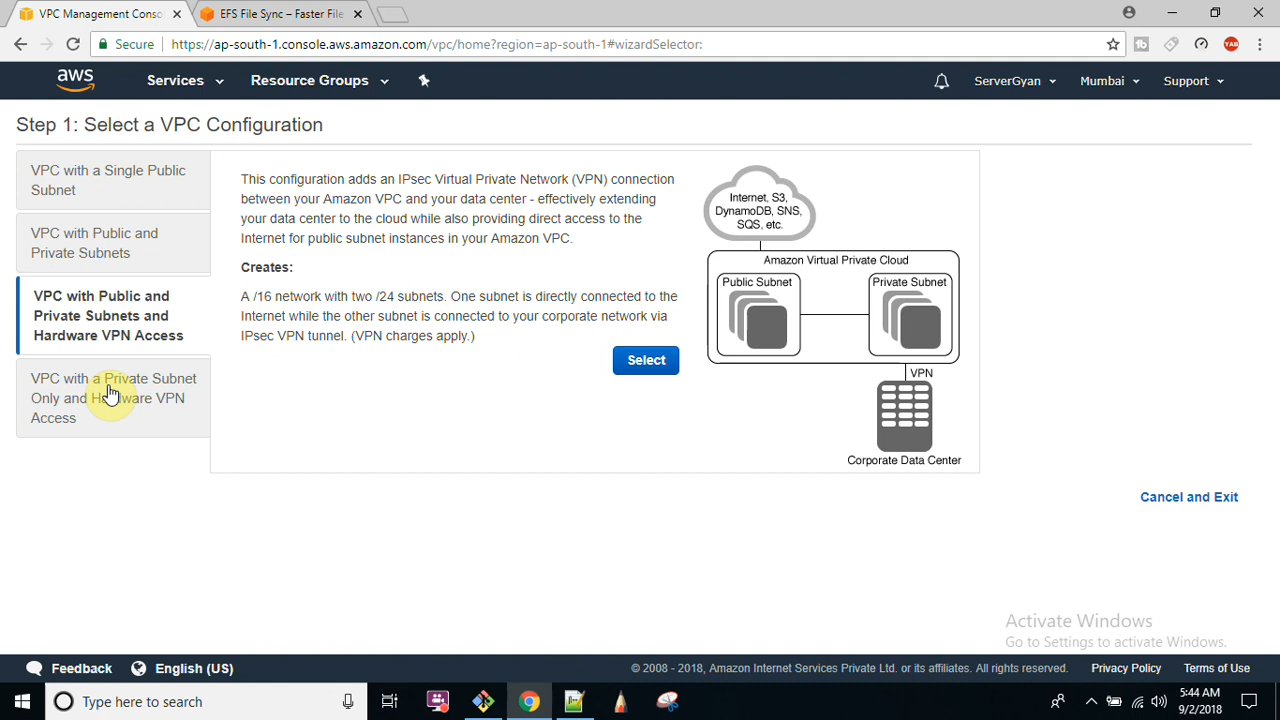 VPC Management Conso
EFS File Sync – Faster File
Secure
https://ap-south-1.console.aws.amazon.com/vpc/home?region=ap-south-1#wizardSelector:
tb
YAB
aws
Services
Resource Groups
ServerGyan
Mumbai
Support
Step 1: Select a VPC Configuration
VPC with a Single Public
Subnet
VPC with Public and
Private Subnets
VPC with Public and
Private Subnets and
Hardware VPN Access
VPC with a Private Subnet
Only and Hardware VPN
Access
This configuration adds an IPsec Virtual Private Network (VPN) connection
between your Amazon VPC and your data center - effectively extending
your data center to the cloud while also providing direct access to the
Internet for public subnet instances in your Amazon VPC.
Creates:
A /16 network with two /24 subnets. One subnet is directly connected to the
Internet while the other subnet is connected to your corporate network via
IPsec VPN tunnel. (VPN charges apply.)
Select
Internet, S3,
DynamoDB, SNS,
SQS, etc.
Amazon Virtual Private Cloud
Public Subnet
Private Subnet
VPN
Corporate Data Center
Cancel and Exit
Activate Windows
Go to Settings to activate Windows.
Feedback
English (US)
© 2008 - 2018, Amazon Internet Services Private Ltd. or its affiliates. All rights reserved.
Privacy Policy
Terms of Use
Type here to search
5:44 AM
9/2/2018